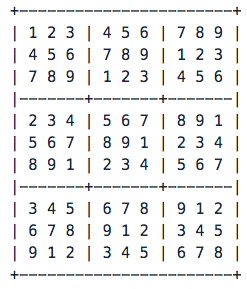 +-----------------------+
| 1 2 3 | 4 5 6 | 7 8 9 |
| 4 5 6 | 7 8 9 | 1 2 3 |
| 7 8 9 | 1 2 3 | 4 5 6 |
|-------+-------+-------|
| 2 3 4 | 5 6 7 | 8 9 1 |
| 5 6 7 | 8 9 1 | 2 3 4 |
| 8 9 1 | 2 3 4 | 5 6 7 |
|-------+-------+-------|
| 3 4 5 | 6 7 8 | 9 1 2 |
| 6 7 8 | 9 1 2 | 3 4 5 |
| 9 1 2 | 3 4 5 | 6 7 8 |
+-----------------------+